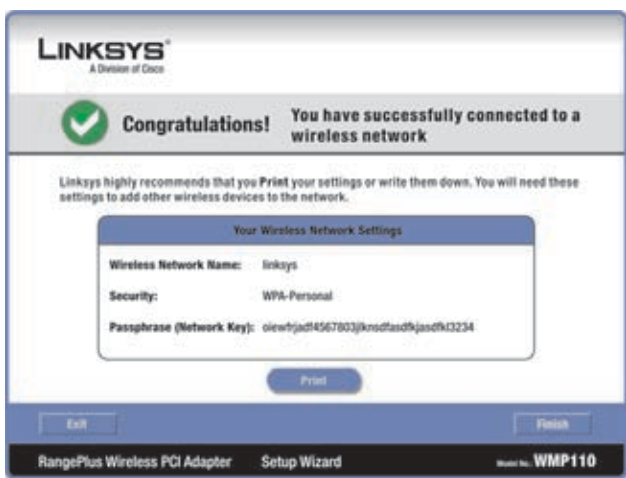 LINKSYS®
A Division of Cisco
Congratulations!
You have successfully connected to a
wireless network
Linksys highly recommends that you Print your settings or write them down. You will need these
settings to add other wireless devices to the network.
Your Wireless Network Settings
Wireless Network Name: linksys
Security: WPA-Personal
Passphrase (Network Key):
Print
Exit Finish
RangePlus Wireless PCI Adapter Setup Wizard Model No. WMP110